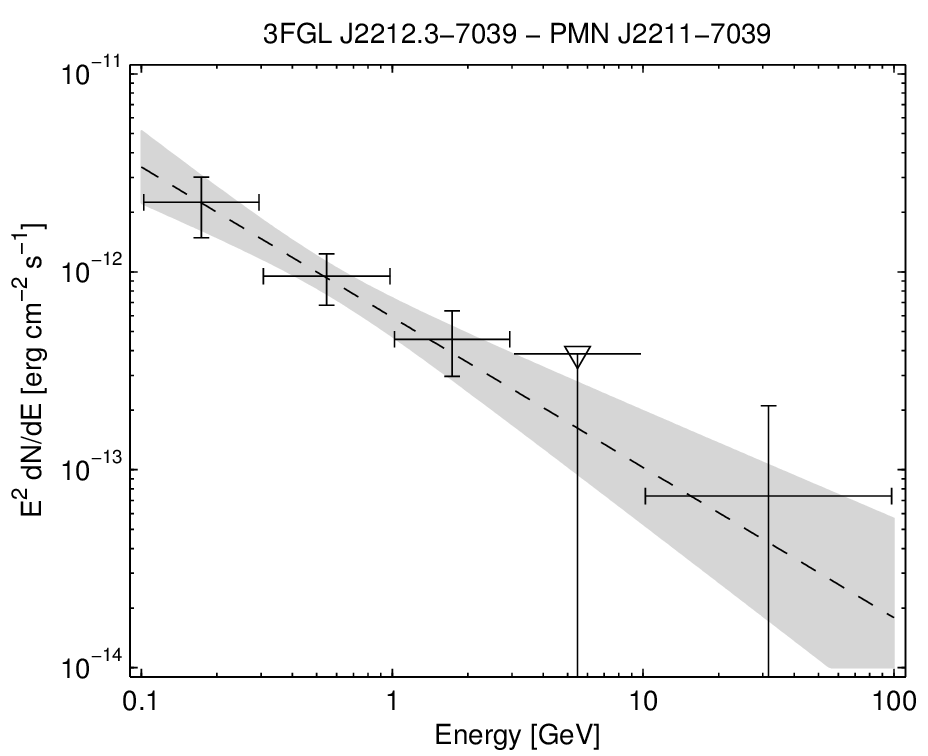 3FGL J2212.3−7039 − PMN J2211−7039
10⁻¹¹
10⁻¹²
10⁻¹³
10⁻¹⁴
E² dN/dE [erg cm⁻² s⁻¹]
0.1 1 10 100
Energy [GeV]